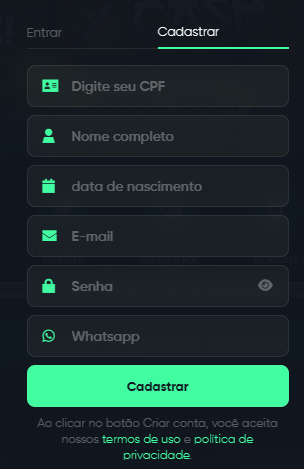 Entrar
Cadastrar
Digite seu CPF
Nome completo
data de nascimento
E-mail
Senha
Whatsapp
Cadastrar
Ao clicar no botão Criar conta, você aceita
nossos termos de uso e política de
privacidade.